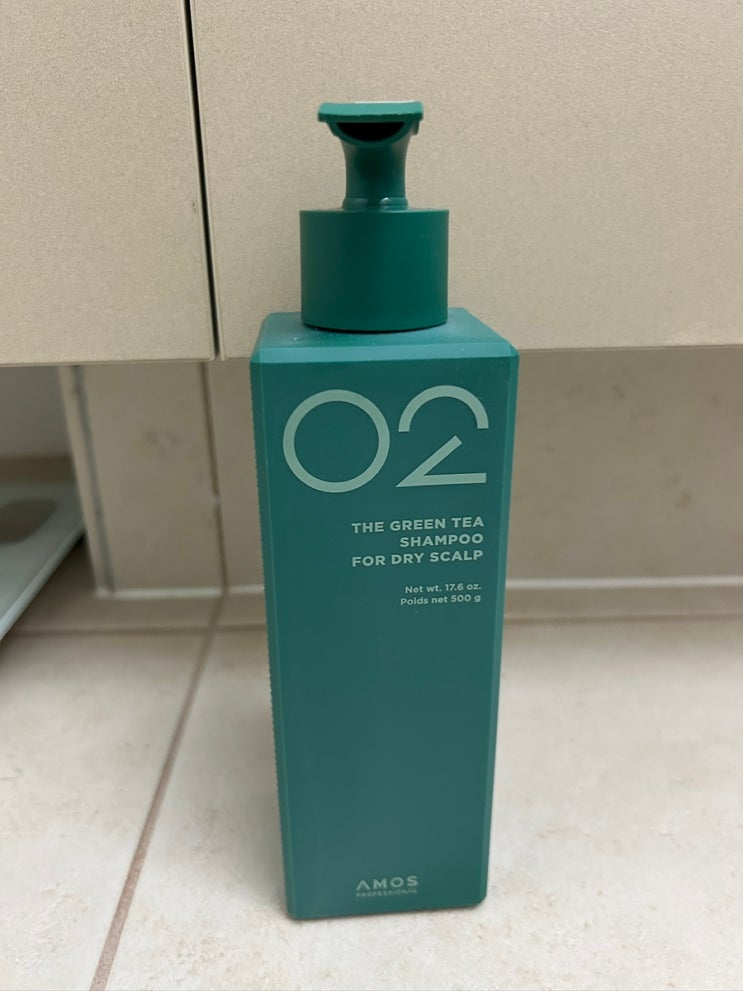 02
THE GREEN TEA
SHAMPOO
FOR DRY SCALP
Net wt. 17.6 oz.
Poids net 500 g
AMOS
PROFESSIONAL